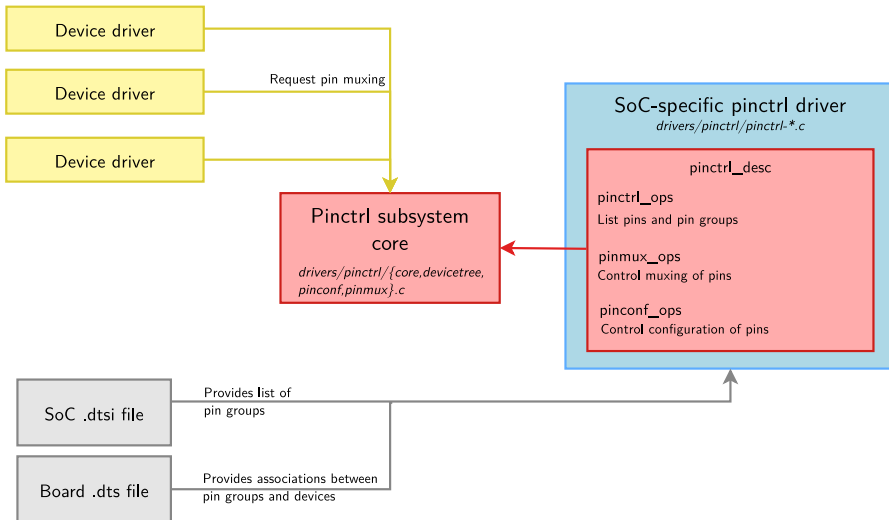 Device driver
Device driver
Device driver
Request pin muxing
Pinctrl subsystem
core
drivers/pinctrl/{core,devicetree,
pinconf,pinmux}.c
SoC-specific pinctrl driver
drivers/pinctrl/pinctrl-*.c
pinctrl_desc
pinctrl_ops
List pins and pin groups
pinmux_ops
Control muxing of pins
pinconf_ops
Control configuration of pins
SoC .dtsi file
Provides list of
pin groups
Board .dts file
Provides associations between
pin groups and devices